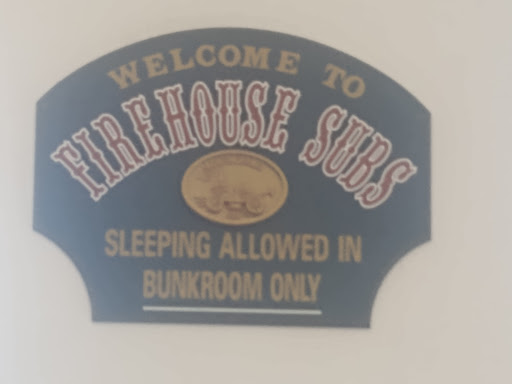 WELCOME TO
FIREHOUSE SUBS
SLEEPING ALLOWED IN
BUNKROOM ONLY